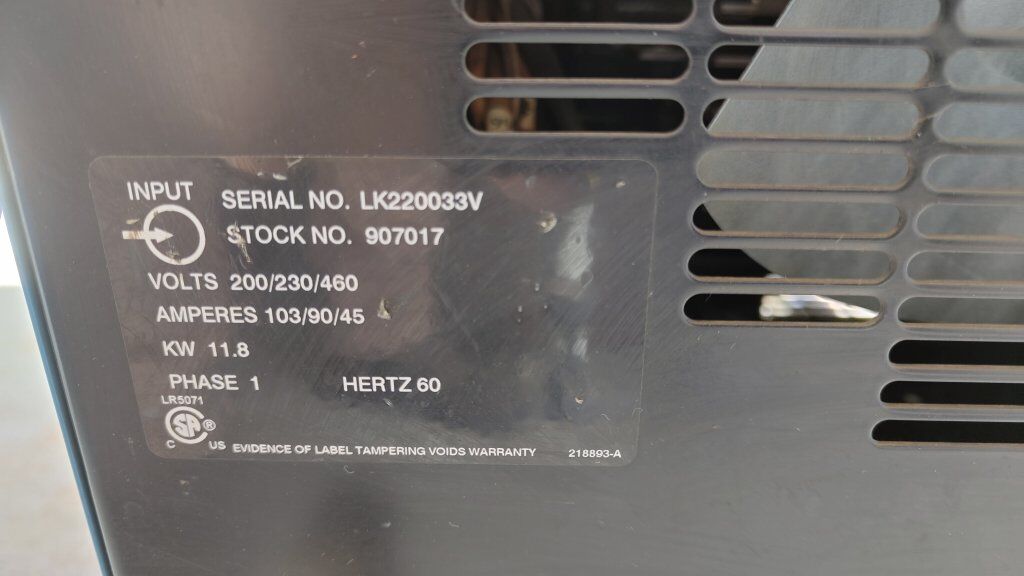 INPUT
SERIAL NO. LK220033V
STOCK NO. 907017
VOLTS 200/230/460
AMPERES 103/90/45
KW 11.8
PHASE 1 HERTZ 60
LR5071
SA ®
C US EVIDENCE OF LABEL TAMPERING VOIDS WARRANTY 218893-A